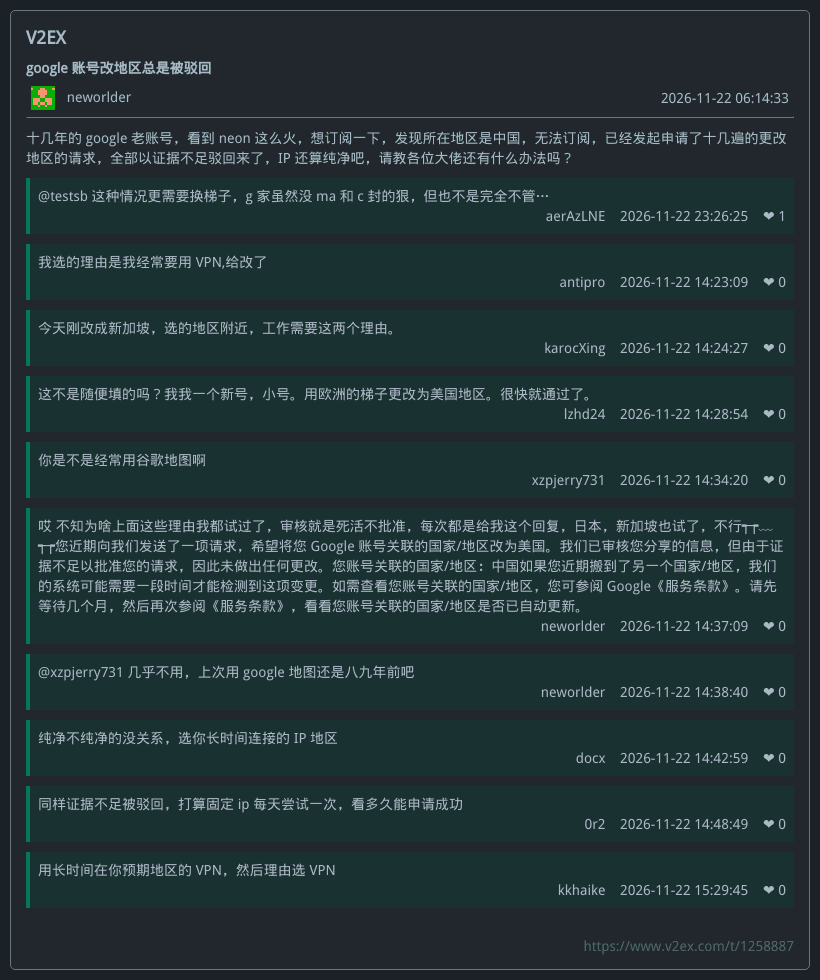 V2EX
google 账号改地区总是被驳回
neworlder 2026-11-22 06:14:33
十几年的 google 老账号，看到 neon 这么火，想订阅一下，发现所在地区是中国，无法订阅，已经发起申请了十几遍的更改
地区的请求，全部以证据不足驳回来了，IP 还算纯净吧，请教各位大佬还有什么办法吗？
@testsb 这种情况更需要换梯子，g 家虽然没 ma 和 c 封的狠，但也不是完全不管…
aerAzLNE 2026-11-22 23:26:25 ❤ 1
我选的理由是我经常要用 VPN,给改了
antipro 2026-11-22 14:23:09 ❤ 0
今天刚改成新加坡，选的地区附近，工作需要这两个理由。
karocXing 2026-11-22 14:24:27 ❤ 0
这不是随便填的吗？我我一个新号，小号。用欧洲的梯子更改为美国地区。很快就通过了。
lzhd24 2026-11-22 14:28:54 ❤ 0
你是不是经常用谷歌地图啊
xzpjerry731 2026-11-22 14:34:20 ❤ 0
哎 不知为啥上面这些理由我都试过了，审核就是死活不批准，每次都是给我这个回复，日本，新加坡也试了，不行┭┮﹏
┭┮您近期向我们发送了一项请求，希望将您 Google 账号关联的国家/地区改为美国。我们已审核您分享的信息，但由于证
据不足以批准您的请求，因此未做出任何更改。您账号关联的国家/地区：中国如果您近期搬到了另一个国家/地区，我们
的系统可能需要一段时间才能检测到这项变更。如需查看您账号关联的国家/地区，您可参阅 Google《服务条款》。请先
等待几个月，然后再次参阅《服务条款》，看看您账号关联的国家/地区是否已自动更新。
neworlder 2026-11-22 14:37:09 ❤ 0
@xzpjerry731 几乎不用，上次用 google 地图还是八九年前吧
neworlder 2026-11-22 14:38:40 ❤ 0
纯净不纯净的没关系，选你长时间连接的 IP 地区
docx 2026-11-22 14:42:59 ❤ 0
同样证据不足被驳回，打算固定 ip 每天尝试一次，看多久能申请成功
0r2 2026-11-22 14:48:49 ❤ 0
用长时间在你预期地区的 VPN，然后理由选 VPN
kkhaike 2026-11-22 15:29:45 ❤ 0
https://www.v2ex.com/t/1258887